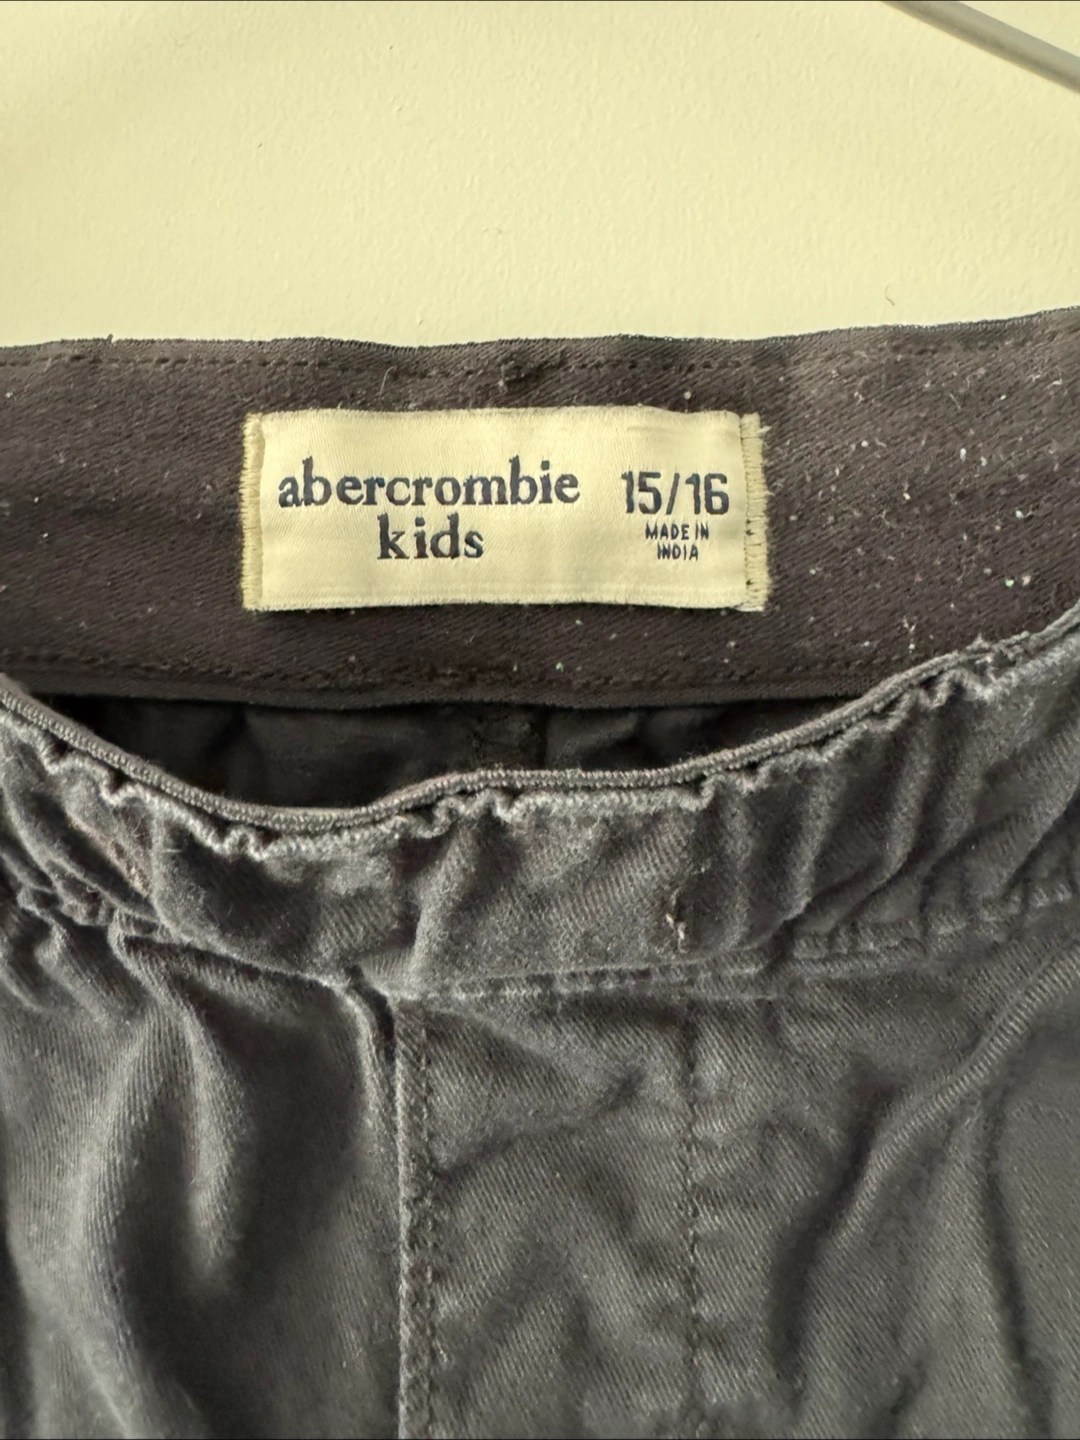 abercrombie
kids
15/16
MADE IN
INDIA